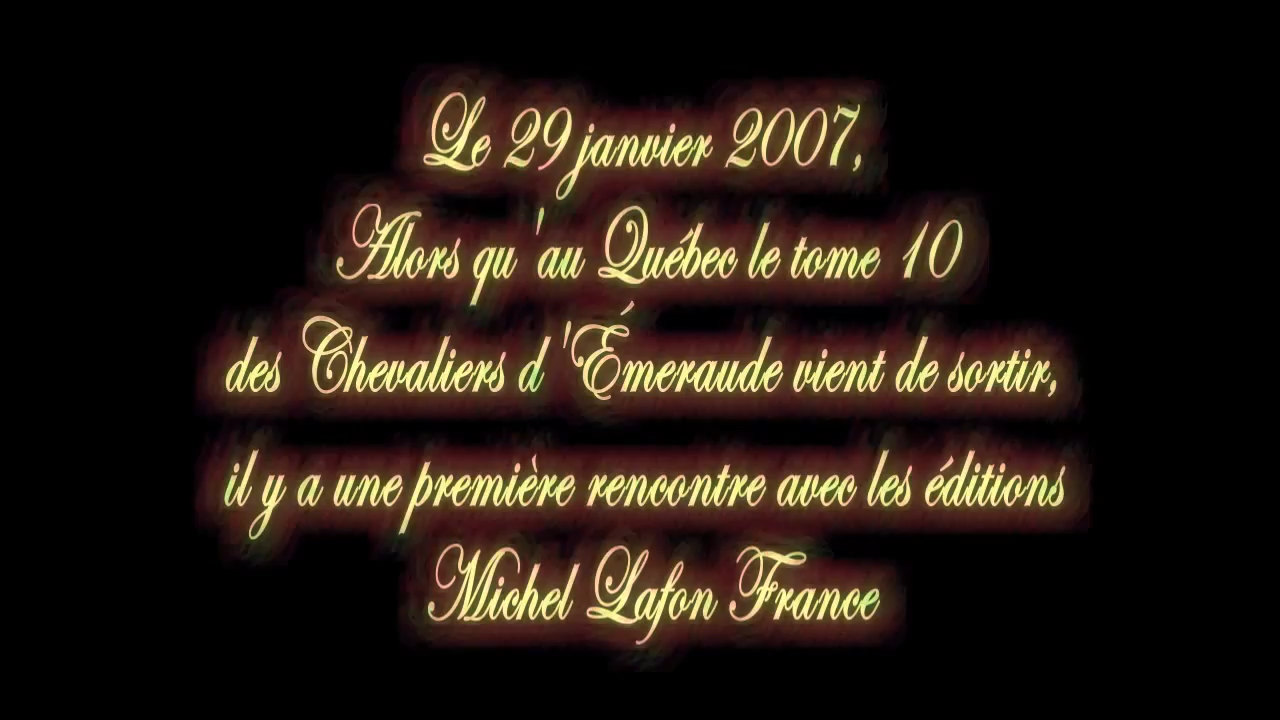 Le 29 janvier 2007,
Alors qu'au Québec le tome 10
des Chevaliers d'Émeraude vient de sortir,
il y a une première rencontre avec les éditions
Michel Lafon France